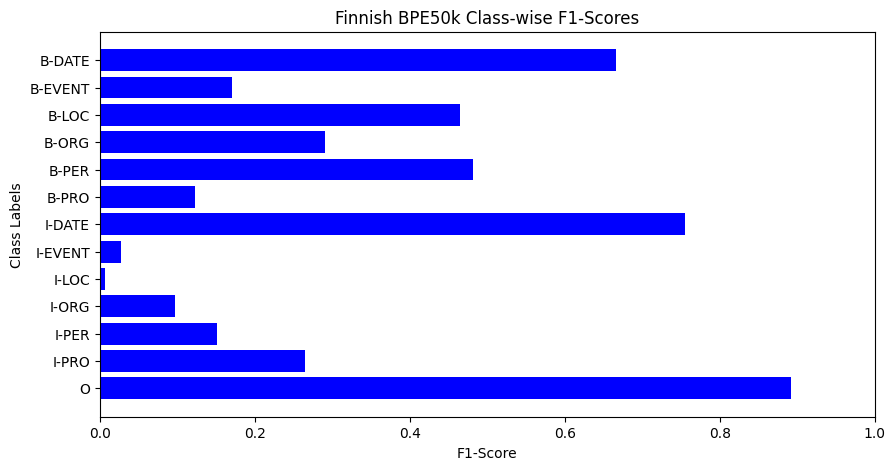 Finnish BPE50k Class-wise F1-Scores
Class Labels
B-DATE
B-EVENT
B-LOC
B-ORG
B-PER
B-PRO
I-DATE
I-EVENT
I-LOC
I-ORG
I-PER
I-PRO
O
0.0 0.2 0.4 0.6 0.8 1.0
F1-Score